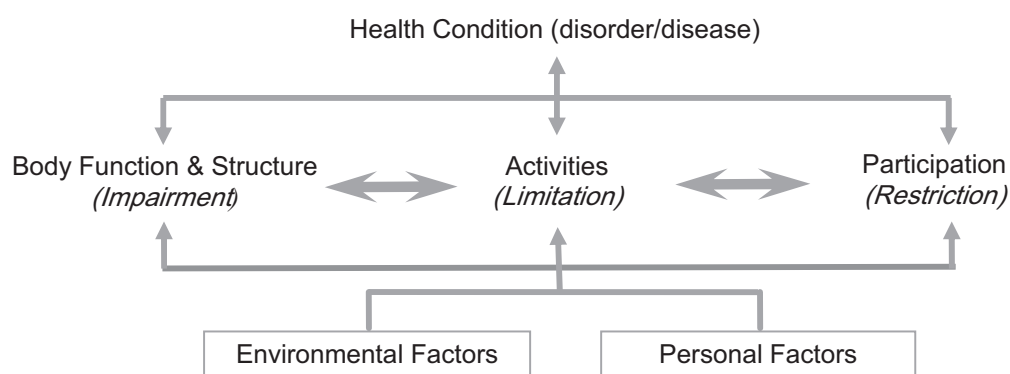 Health Condition (disorder/disease)
Body Function & Structure
(Impairment)
Activities
(Limitation)
Participation
(Restriction)
Environmental Factors
Personal Factors